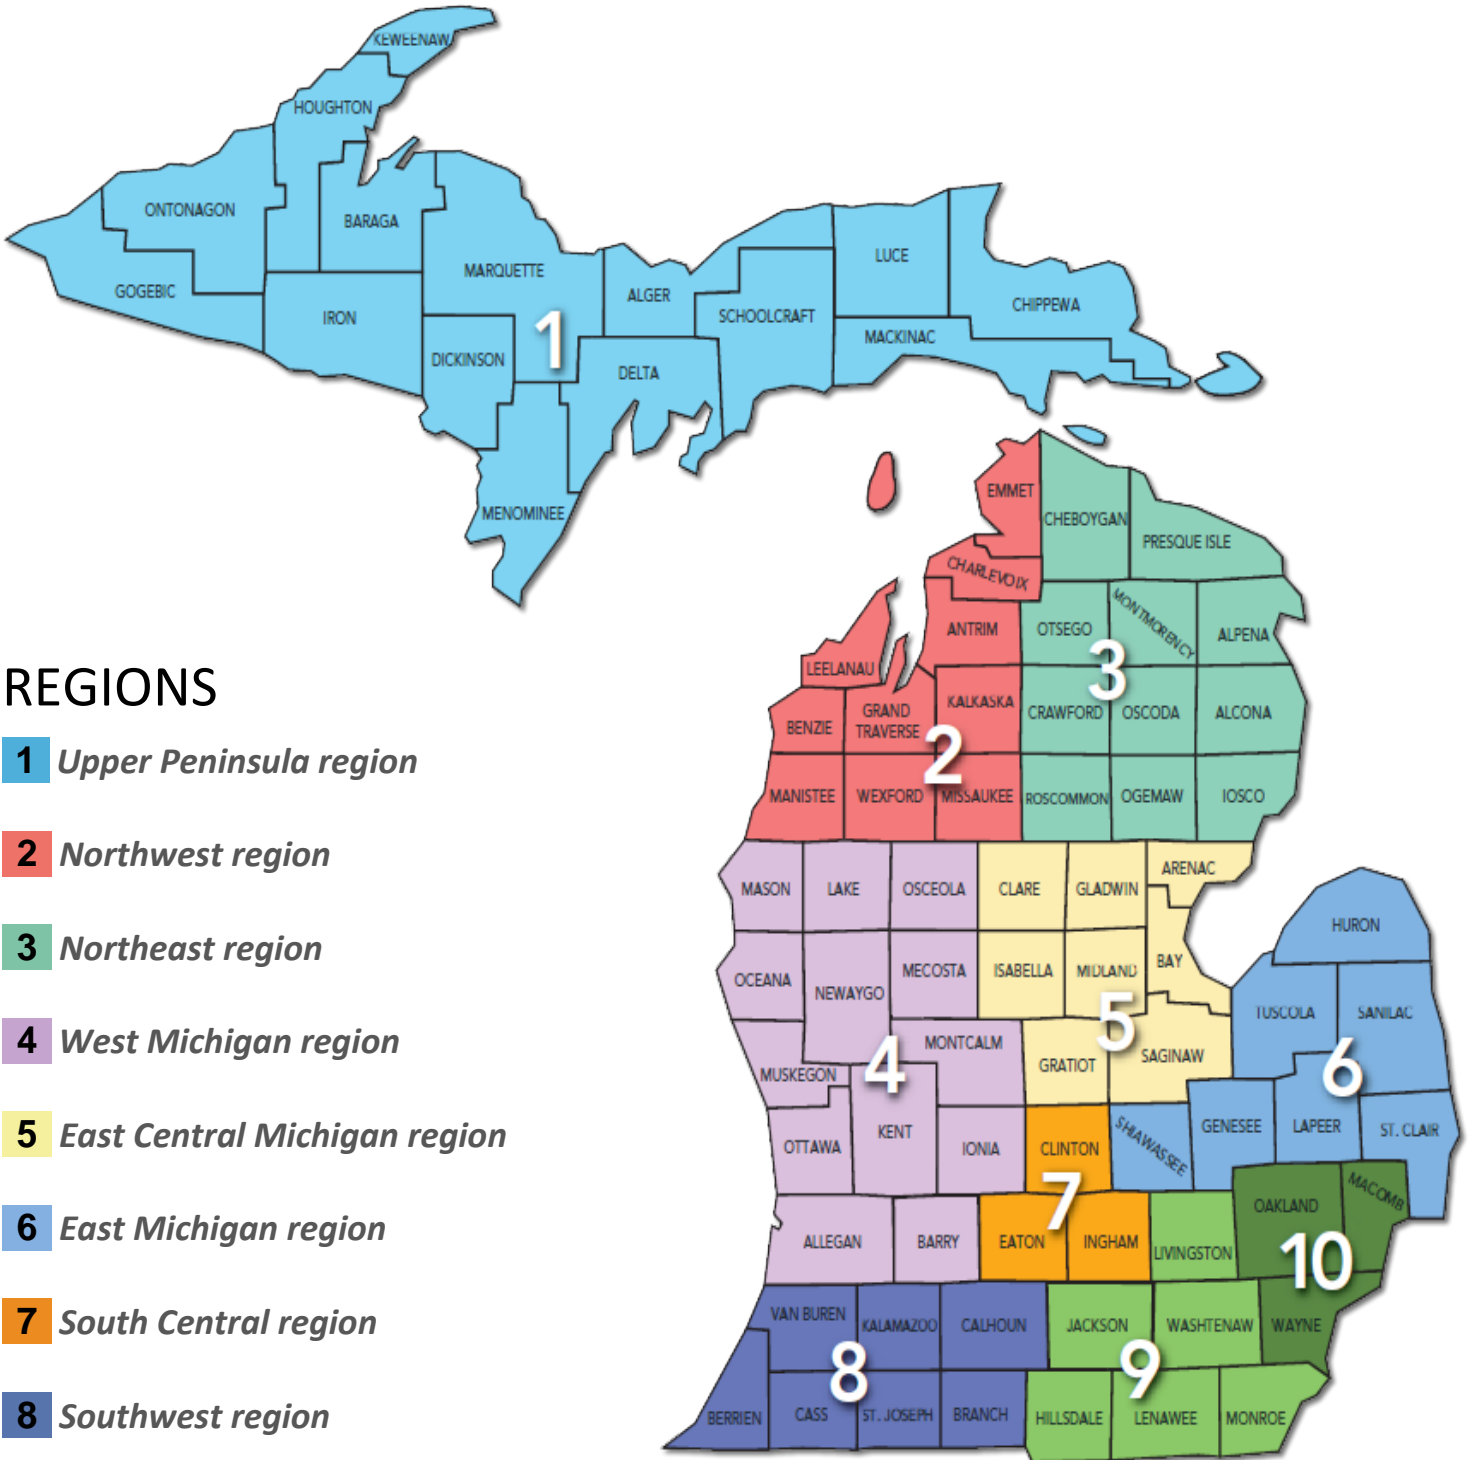 KEWEENAW
HOUGHTON
ONTONAGON
BARAGA
GOGEBIC
MARQUETTE
IRON
DICKINSON
1
ALGER
SCHOOLCRAFT
LUCE
CHIPPEWA
MACKINAC
DELTA
MENOMINEE
EMMET
CHEBOYGAN
PRESQUE ISLE
CHARLEVOIX
ANTRIM
OTSEGO
MONTMORENCY
ALPENA
3
LEELANAU
KALKASKA
GRAND
TRAVERSE
BENZIE
CRAWFORD
OSCODA
ALCONA
2
MANISTEE
WEXFORD
MISSAUKEE
ROSCOMMON
OGEMAW
IOSCO
REGIONS
1 Upper Peninsula region
2 Northwest region
3 Northeast region
4 West Michigan region
5 East Central Michigan region
6 East Michigan region
7 South Central region
8 Southwest region
MASON
LAKE
OSCEOLA
CLARE
GLADWIN
ARENAC
HURON
OCEANA
NEWAYGO
MECOSTA
ISABELLA
MIDLAND
BAY
5
TUSCOLA
SANILAC
MUSKEGON
4
MONTCALM
GRATIOT
SAGINAW
6
OTTAWA
KENT
IONIA
CLINTON
SHIAWASSEE
GENESEE
LAPEER
ST. CLAIR
7
ALLEGAN
BARRY
EATON
INGHAM
LIVINGSTON
OAKLAND
MACOMB
10
VAN BUREN
KALAMAZOO
CALHOUN
JACKSON
WASHTENAW
WAYNE
8
9
BERRIEN
CASS
ST. JOSEPH
BRANCH
HILLSDALE
LENAWEE
MONROE